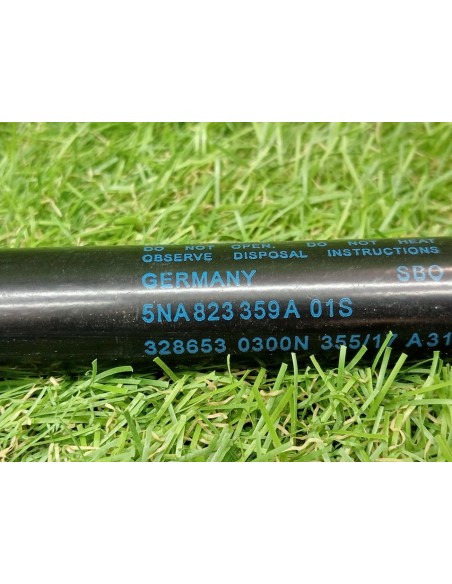 DO NOT OPEN. DO NOT HEAT
OBSERVE DISPOSAL INSTRUCTIONS
GERMANY SBO
5NA 823 359 A 01S
328653 0300N 355/17 A31